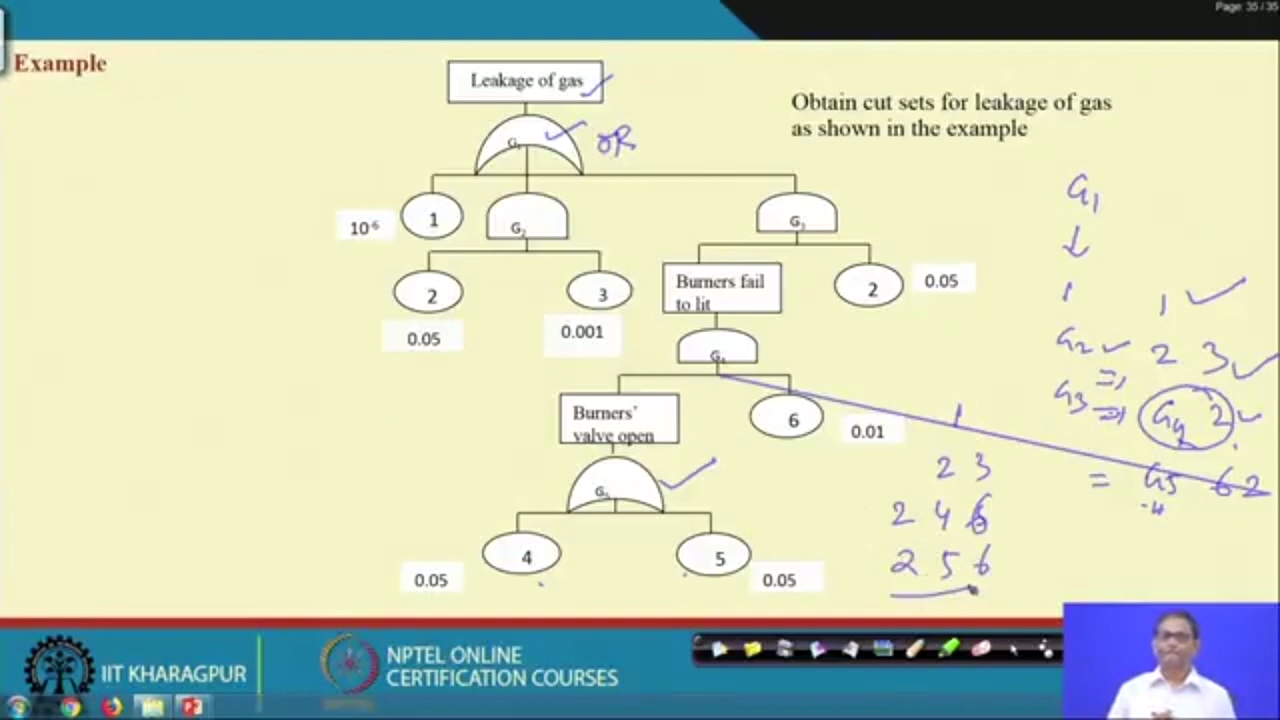 Page: 35 / 35
Example
Leakage of gas
Obtain cut sets for leakage of gas
as shown in the example
G1
OR
10-6
1
G2
G3
2
3
Burners fail
to lit
2
0.05
0.05
0.001
G4
Burners'
valve open
6
0.01
G5
4
5
0.05
0.05
G1
1
1
G2
2 3
G3
G4 2
= G5 6 2
1
2 3
2 4 6
2 5 6
IIT KHARAGPUR
NPTEL ONLINE
CERTIFICATION COURSES